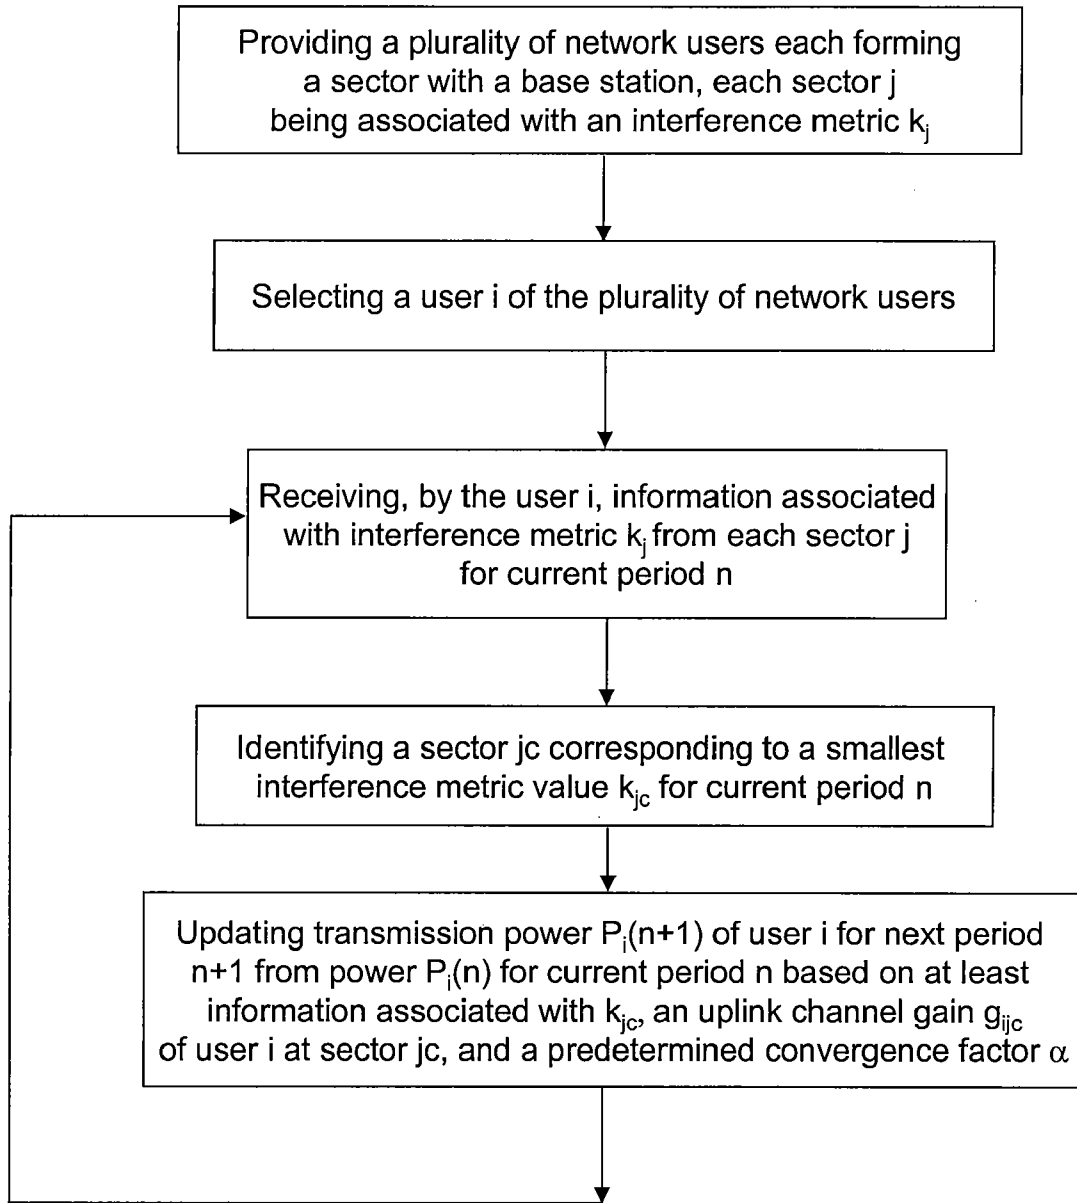 Providing a plurality of network users each forming
a sector with a base station, each sector j
being associated with an interference metric kj
Selecting a user i of the plurality of network users
Receiving, by the user i, information associated
with interference metric kj from each sector j
for current period n
Identifying a sector jc corresponding to a smallest
interference metric value kjc for current period n
Updating transmission power Pi(n+1) of user i for next period
n+1 from power Pi(n) for current period n based on at least
information associated with kjc, an uplink channel gain gijc
of user i at sector jc, and a predetermined convergence factor α